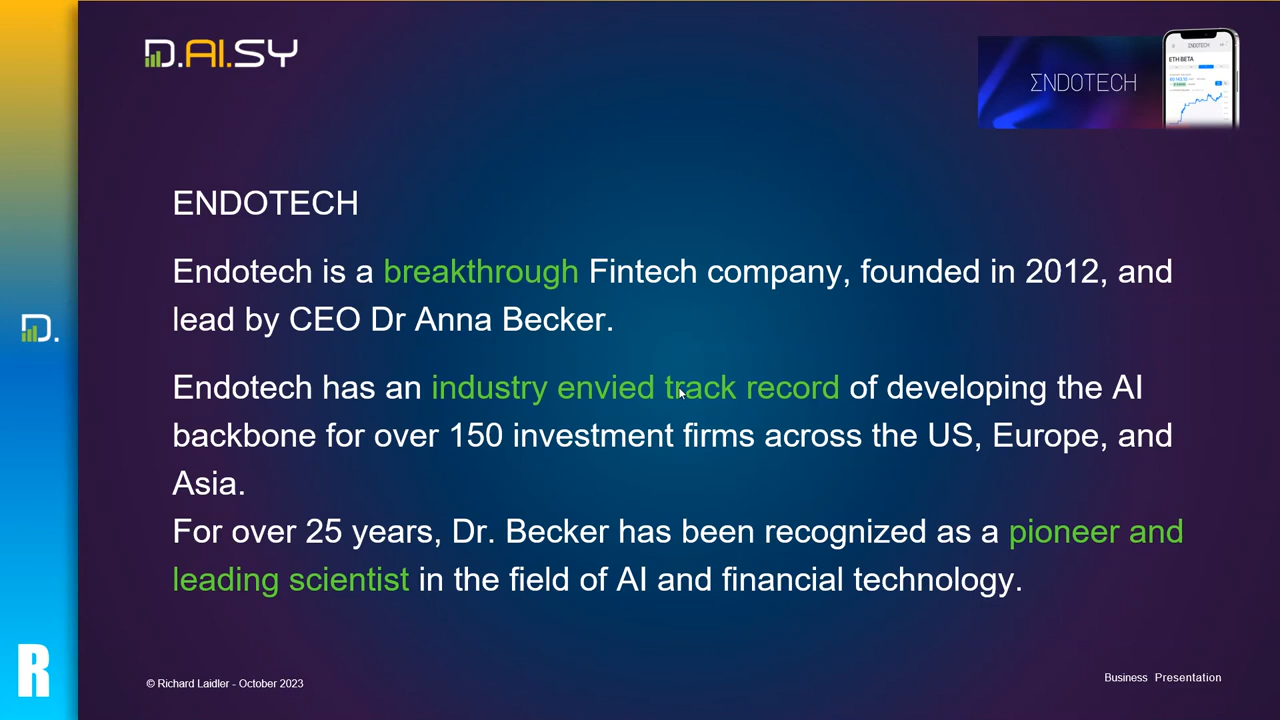 D.AI.SY
ΣNDOTECH
ENDOTECH
ETH BETA
ENDOTECH
Endotech is a breakthrough Fintech company, founded in 2012, and
lead by CEO Dr Anna Becker.
Endotech has an industry envied track record of developing the AI
backbone for over 150 investment firms across the US, Europe, and
Asia.
For over 25 years, Dr. Becker has been recognized as a pioneer and
leading scientist in the field of AI and financial technology.
D.
R
© Richard Laidler - October 2023
Business Presentation